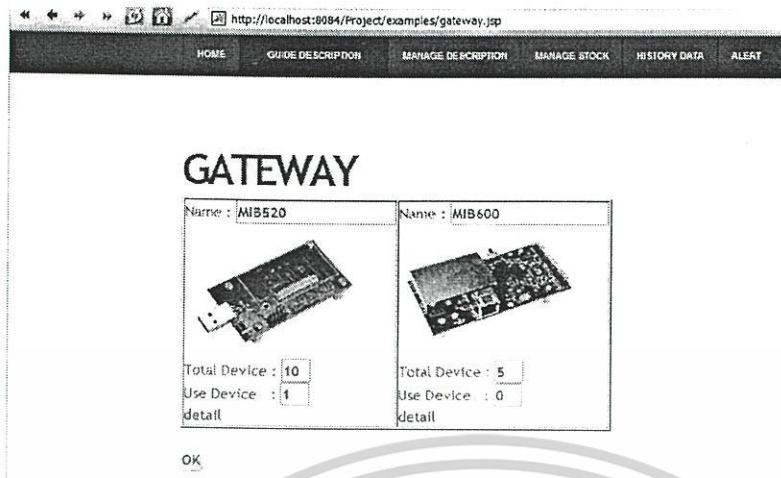 http://localhost:8084/Project/examples/gateway.jsp
HOME GUIDE DESCRIPTION MANAGE DESCRIPTION MANAGE STOCK HISTORY DATA ALERT
GATEWAY
Name : MIB520 Name : MIB600
Total Device : 10 Total Device : 5
Use Device : 1 Use Device : 0
detail detail
OK